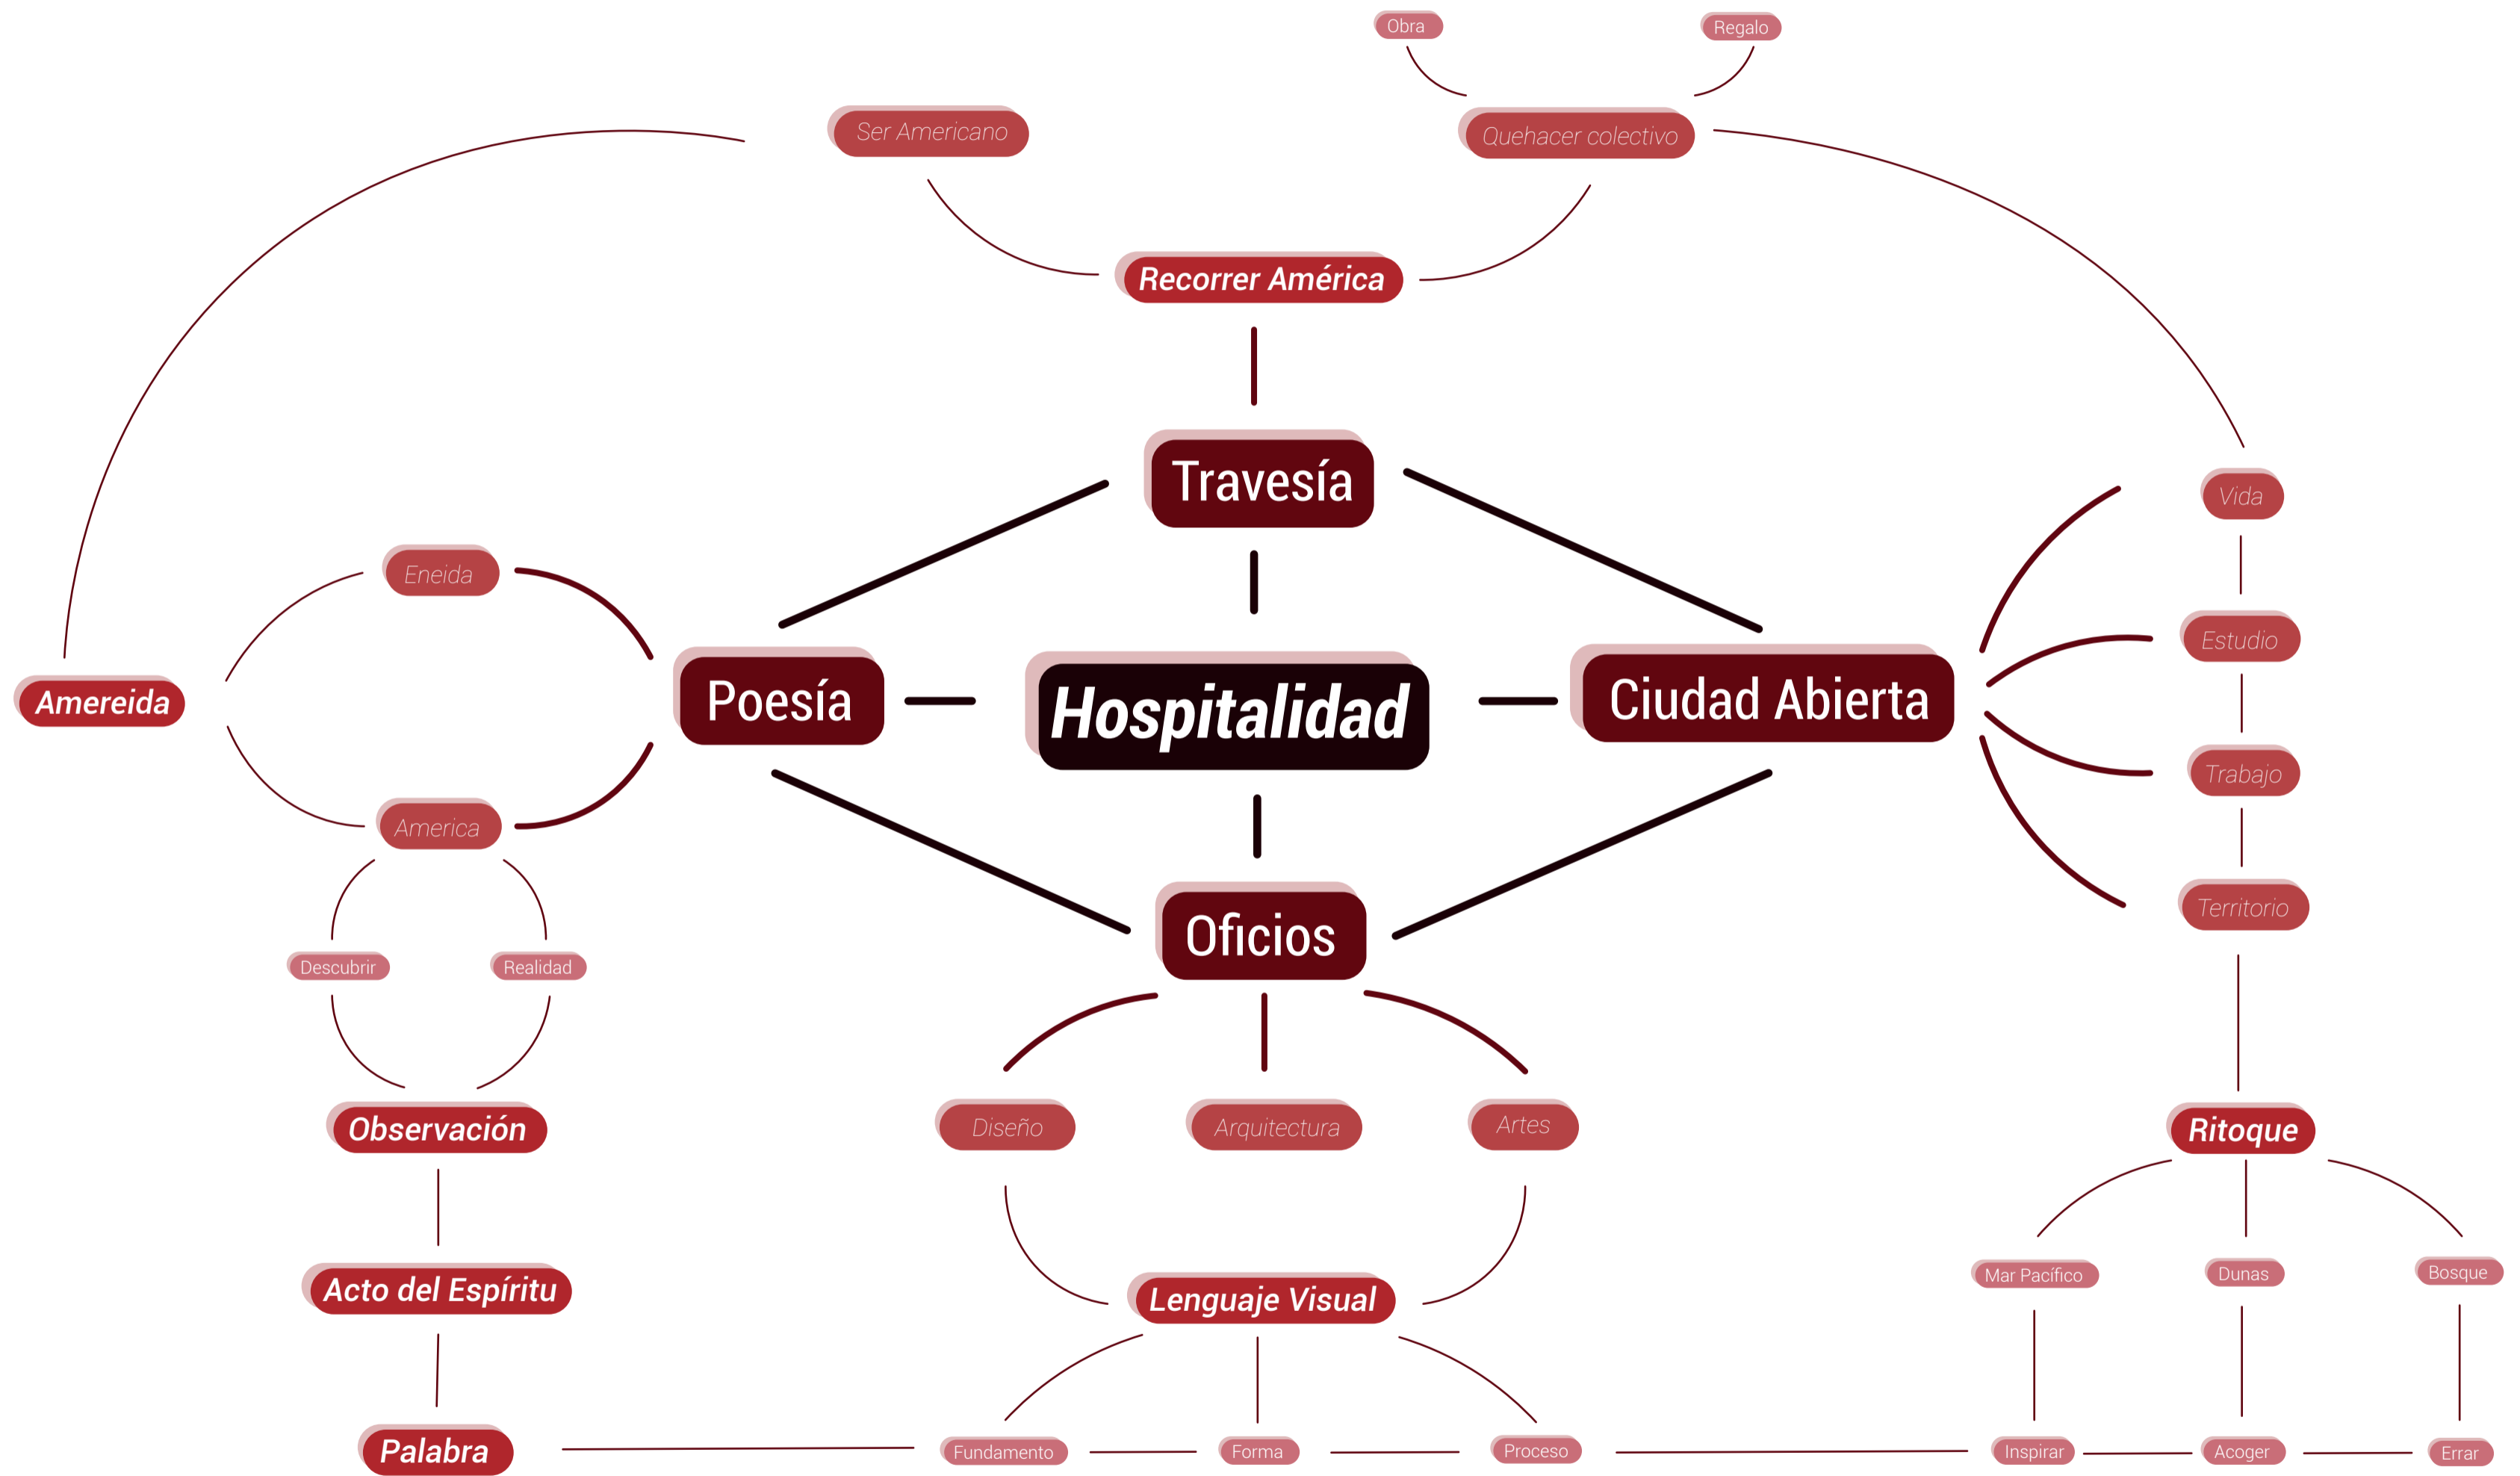 Obra
Regalo
Ser Americano
Quehacer colectivo
Recorrer América
Travesía
Vida
Eneida
Estudio
Amereida
Poesía
Hospitalidad
Ciudad Abierta
Trabajo
America
Territorio
Oficios
Descubrir
Realidad
Observación
Diseño
Arquitectura
Artes
Ritoque
Acto del Espíritu
Lenguaje Visual
Mar Pacífico
Dunas
Bosque
Palabra
Fundamento
Forma
Proceso
Inspirar
Acoger
Errar